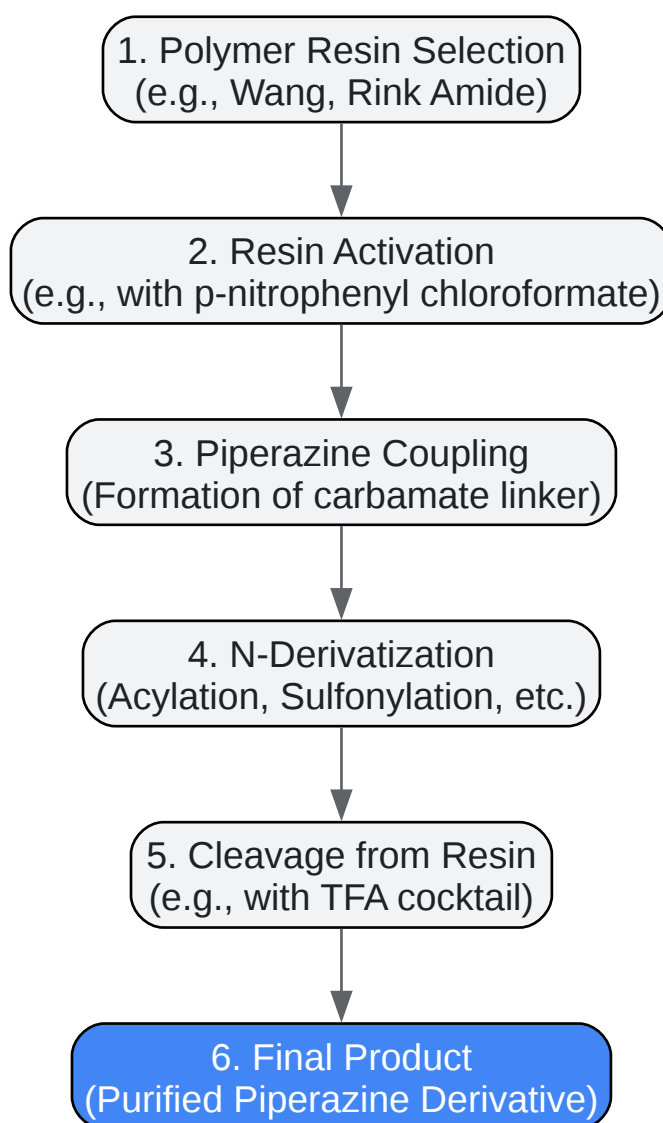 1. Polymer Resin Selection
(e.g., Wang, Rink Amide)
2. Resin Activation
(e.g., with p-nitrophenyl chloroformate)
3. Piperazine Coupling
(Formation of carbamate linker)
4. N-Derivatization
(Acylation, Sulfonylation, etc.)
5. Cleavage from Resin
(e.g., with TFA cocktail)
6. Final Product
(Purified Piperazine Derivative)